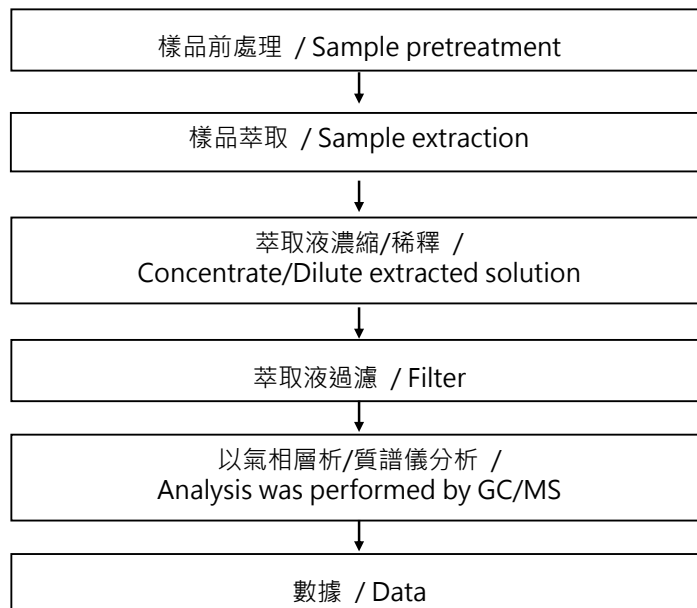 樣品前處理 / Sample pretreatment
樣品萃取 / Sample extraction
萃取液濃縮/稀釋 /
Concentrate/Dilute extracted solution
萃取液過濾 / Filter
以氣相層析/質譜儀分析 /
Analysis was performed by GC/MS
數據 / Data